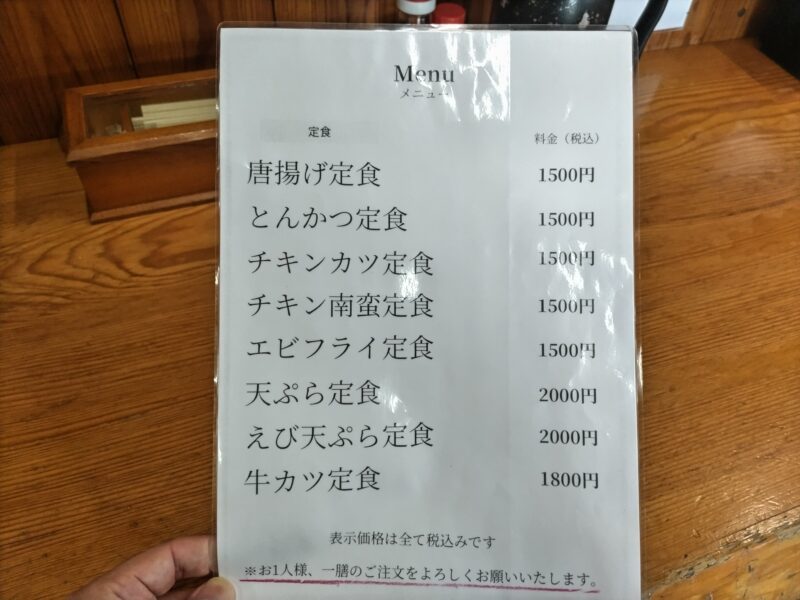 Menu
メニュー
定食 料金（税込）
唐揚げ定食 1500円
とんかつ定食 1500円
チキンカツ定食 1500円
チキン南蛮定食 1500円
エビフライ定食 1500円
天ぷら定食 2000円
えび天ぷら定食 2000円
牛カツ定食 1800円
表示価格は全て税込みです
※お1人様、一膳のご注文をよろしくお願いいたします。